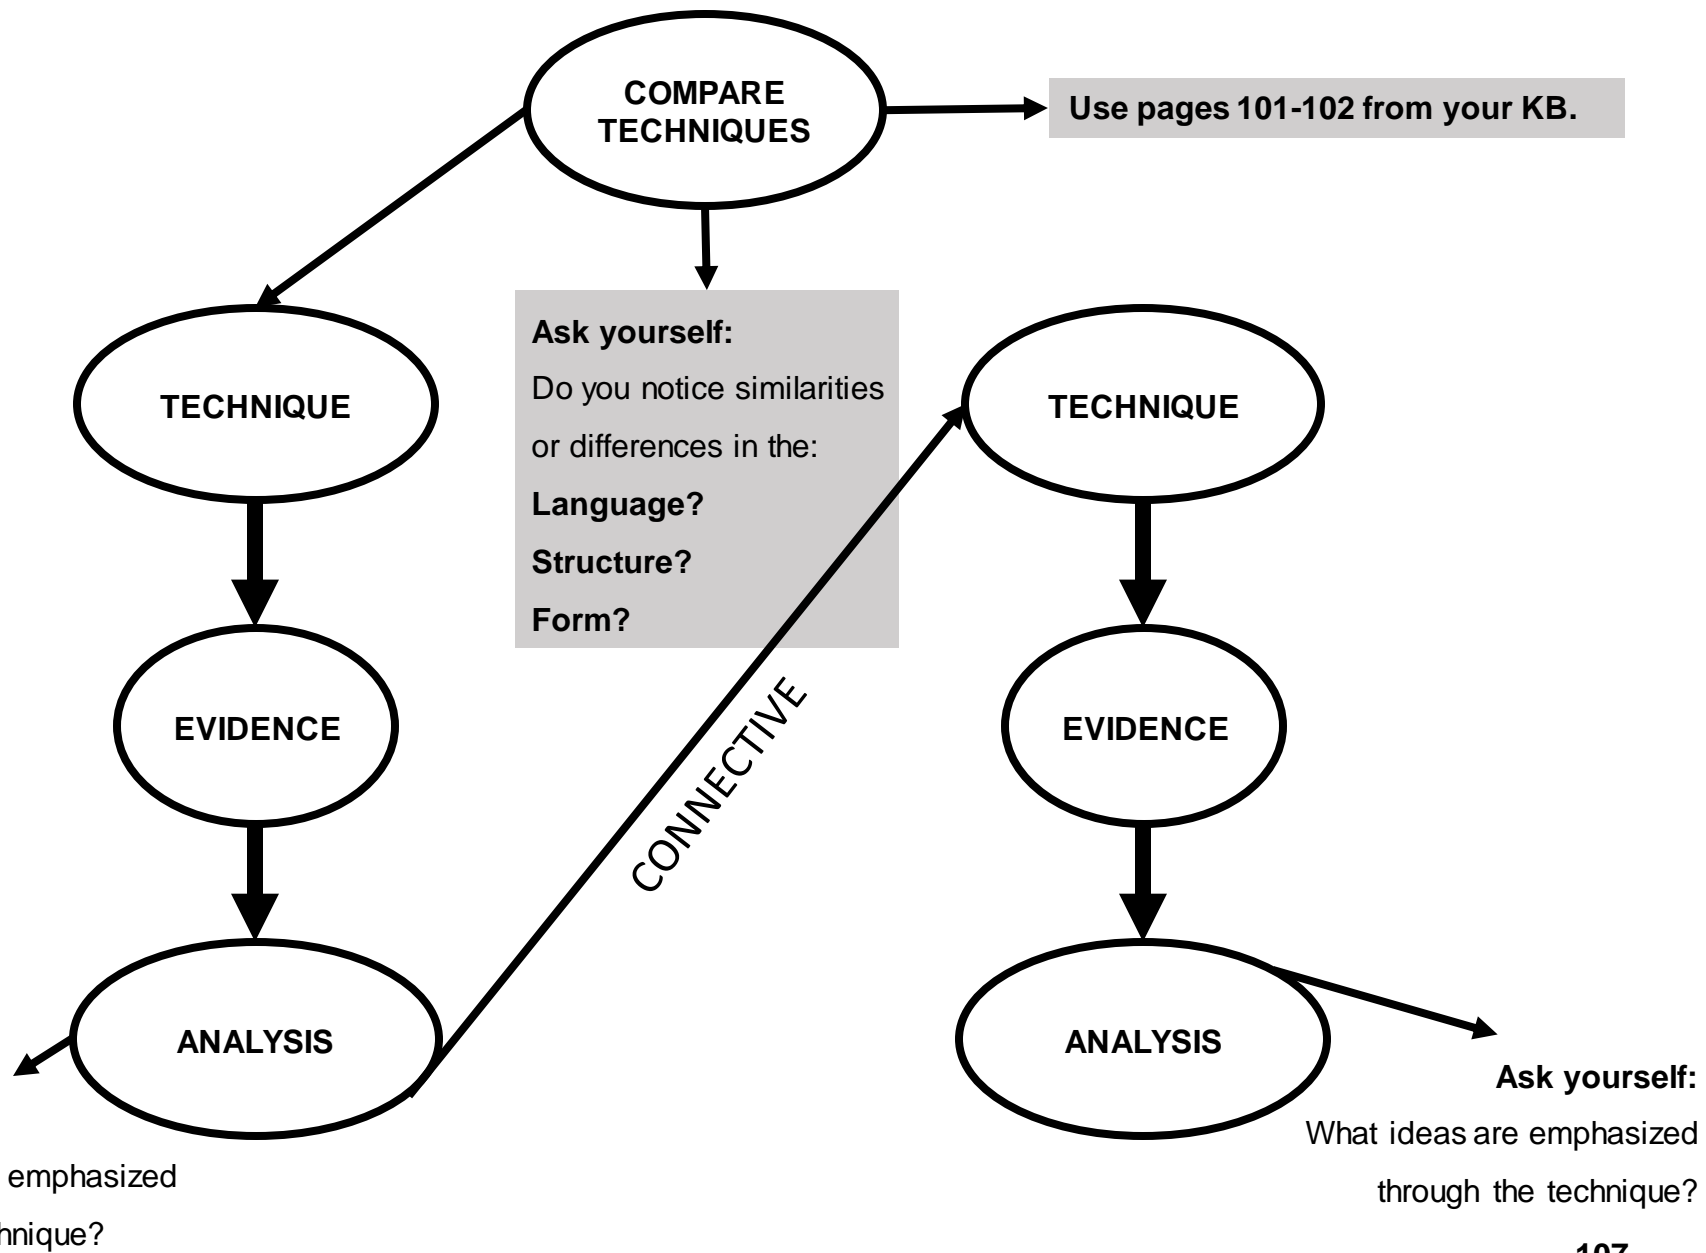 COMPARE
TECHNIQUES
Use pages 101-102 from your KB.
Ask yourself:
Do you notice similarities
or differences in the:
Language?
Structure?
Form?
TECHNIQUE
TECHNIQUE
CONNECTIVE
EVIDENCE
EVIDENCE
ANALYSIS
ANALYSIS
Ask yourself:
What ideas are emphasized
through the technique?
emphasized
hnique?
107